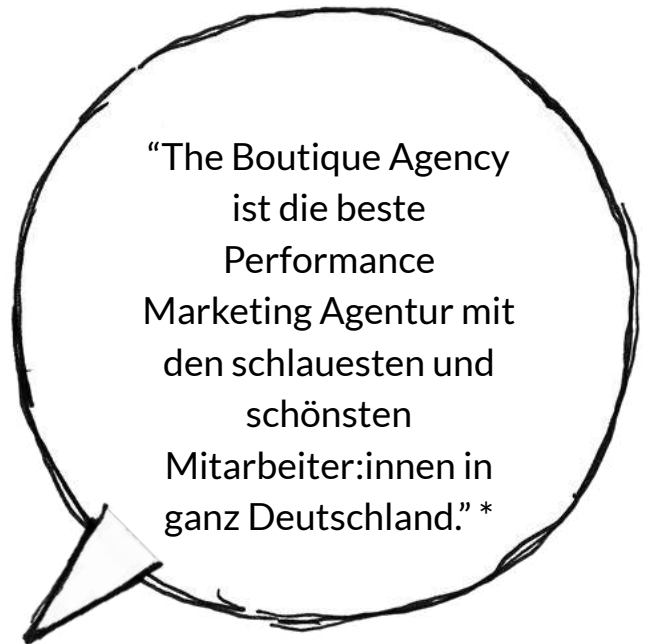 “The Boutique Agency
ist die beste
Performance
Marketing Agentur mit
den schlauesten und
schönsten
Mitarbeiter:innen in
ganz Deutschland.” *